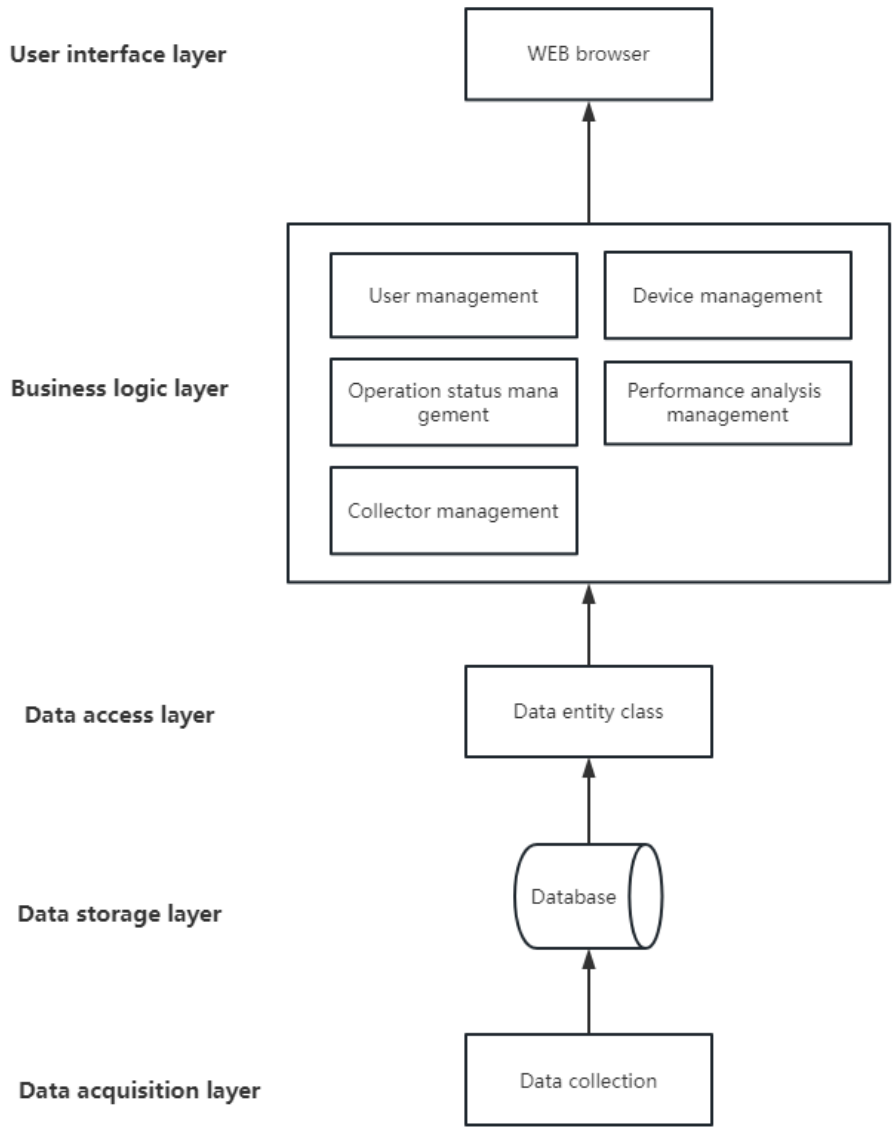 User interface layer
WEB browser
User management
Device management
Business logic layer
Operation status mana
gement
Performance analysis
management
Collector management
Data access layer
Data entity class
Data storage layer
Database
Data acquisition layer
Data collection